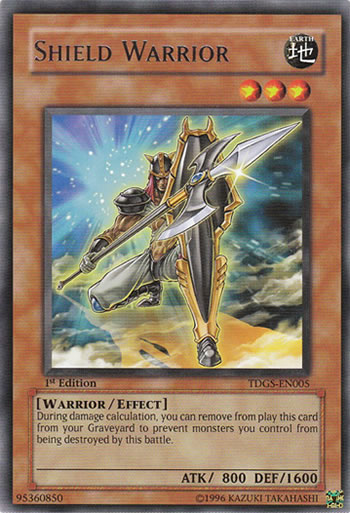 SHIELD WARRIOR
EARTH
地
1st Edition
TDGS-EN005
[WARRIOR/EFFECT]
During damage calculation, you can remove from play this card
from your Graveyard to prevent monsters you control from
being destroyed by this battle.
ATK/ 800 DEF/1600
95360850
©1996 KAZUKI TAKAHASHI